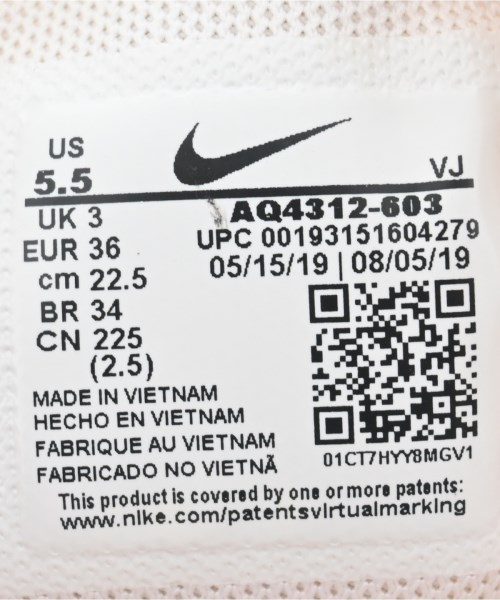 US
5.5
VJ
UK 3
EUR 36
cm 22.5
BR 34
CN 225
(2.5)
AQ4312-603
UPC 00193151604279
05/15/19 | 08/05/19
01CT7HYY8MGV1
MADE IN VIETNAM
HECHO EN VIETNAM
FABRIQUE AU VIETNAM
FABRICADO NO VIETNÃ
This product is covered by one or more patents:
www.nike.com/patentsvirtualmarking